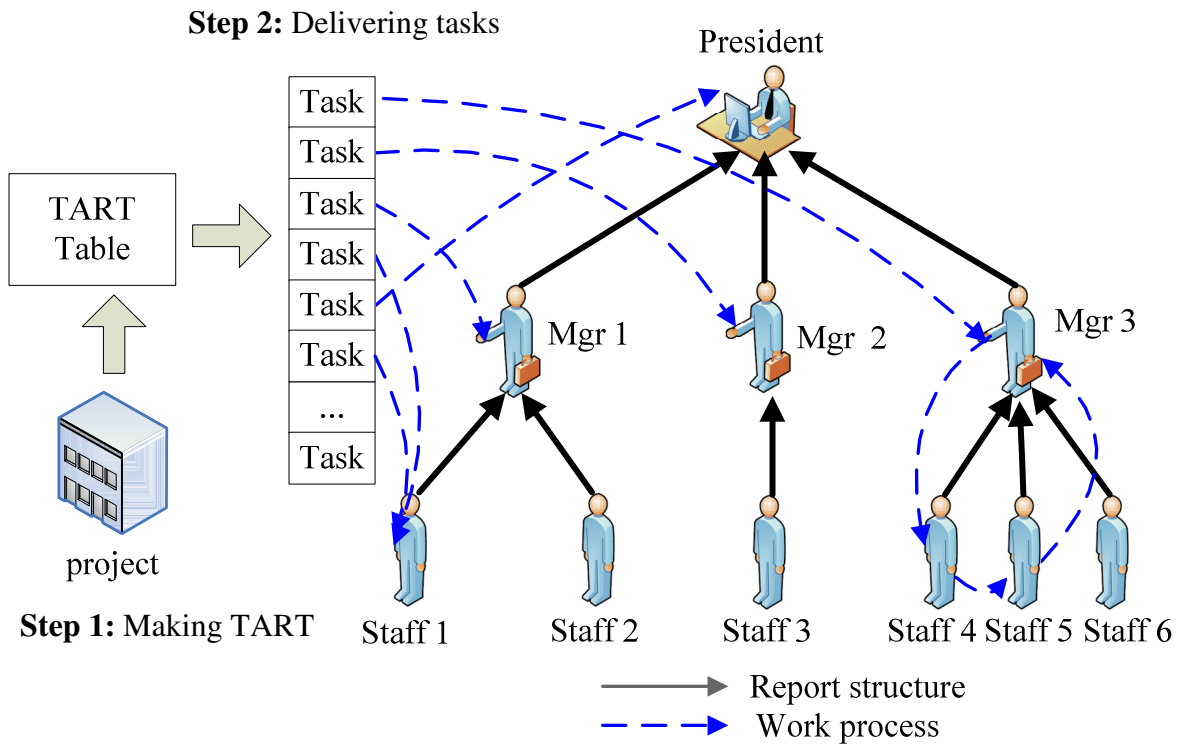 Step 2: Delivering tasks
President
Task
Task
Task
Task
Task
Task
...
Task
TART
Table
project
Step 1: Making TART
Mgr 1
Mgr 2
Mgr 3
Staff 1
Staff 2
Staff 3
Staff 4
Staff 5
Staff 6
Report structure
Work process